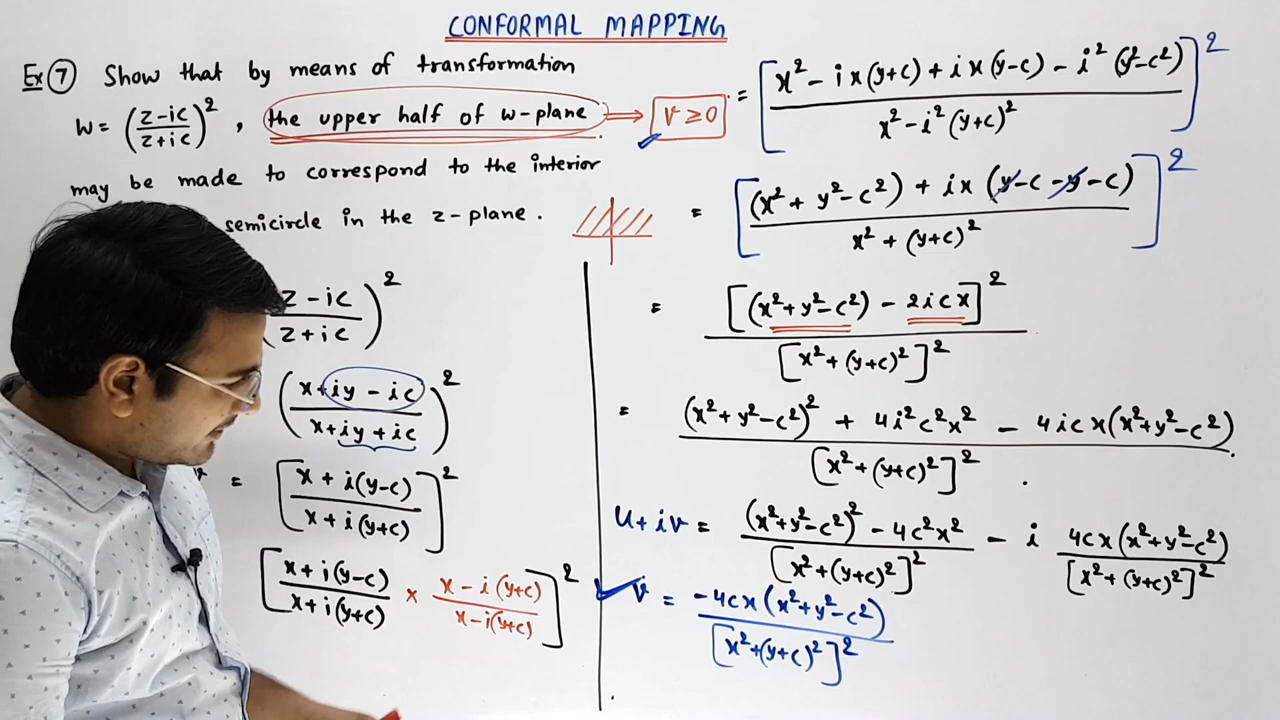 CONFORMAL MAPPING
Ex 7 Show that by means of transformation
W = ((z-ic)/(z+ic))², the upper half of w-plane ⟹ v ≥ 0
may be made to correspond to the interior
semicircle in the z-plane.
z - ic)²
z + ic
((x+iy-ic)/(x+iy+ic))²
= [(x+i(y-c))/(x+i(y+c))]²
[(x+i(y-c))/(x+i(y+c)) × (x-i(y+c))/(x-i(y+c))]²
= [(x² - ix(y+c) + ix(y-c) - i²(y²-c²))/(x² - i²(y+c)²)]²
= [((x²+y²-c²) + ix(y-c-y-c))/(x²+(y+c)²)]²
= [(x²+y²-c²) - 2icx]²/[x²+(y+c)²]²
= ((x²+y²-c²)² + 4i²c²x² - 4icx(x²+y²-c²))/[x²+(y+c)²]²
u+iv = ((x²+y²-c²)² - 4c²x²)/[x²+(y+c)²]² - i 4cx(x²+y²-c²)/[x²+(y+c)²]²
v = -4cx(x²+y²-c²)/[x²+(y+c)²]²